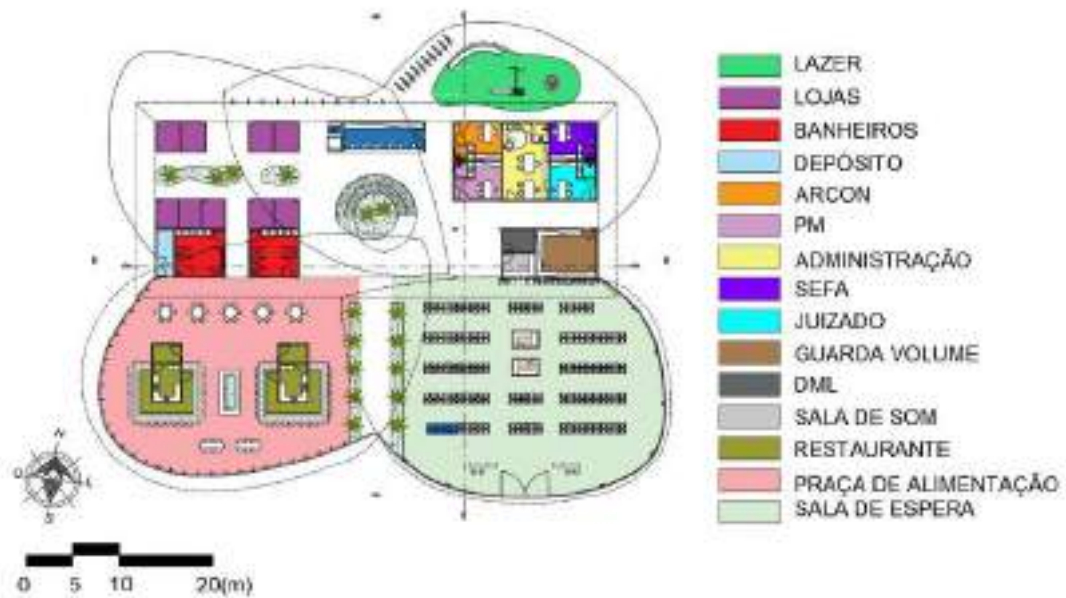 LAZER
LOJAS
BANHEIROS
DEPÓSITO
ARCON
PM
ADMINISTRAÇÃO
SEFA
JUIZADO
GUARDA VOLUME
DML
SALA DE SOM
RESTAURANTE
PRAÇA DE ALIMENTAÇÃO
SALA DE ESPERA
N
O
L
S
0 5 10 20(m)